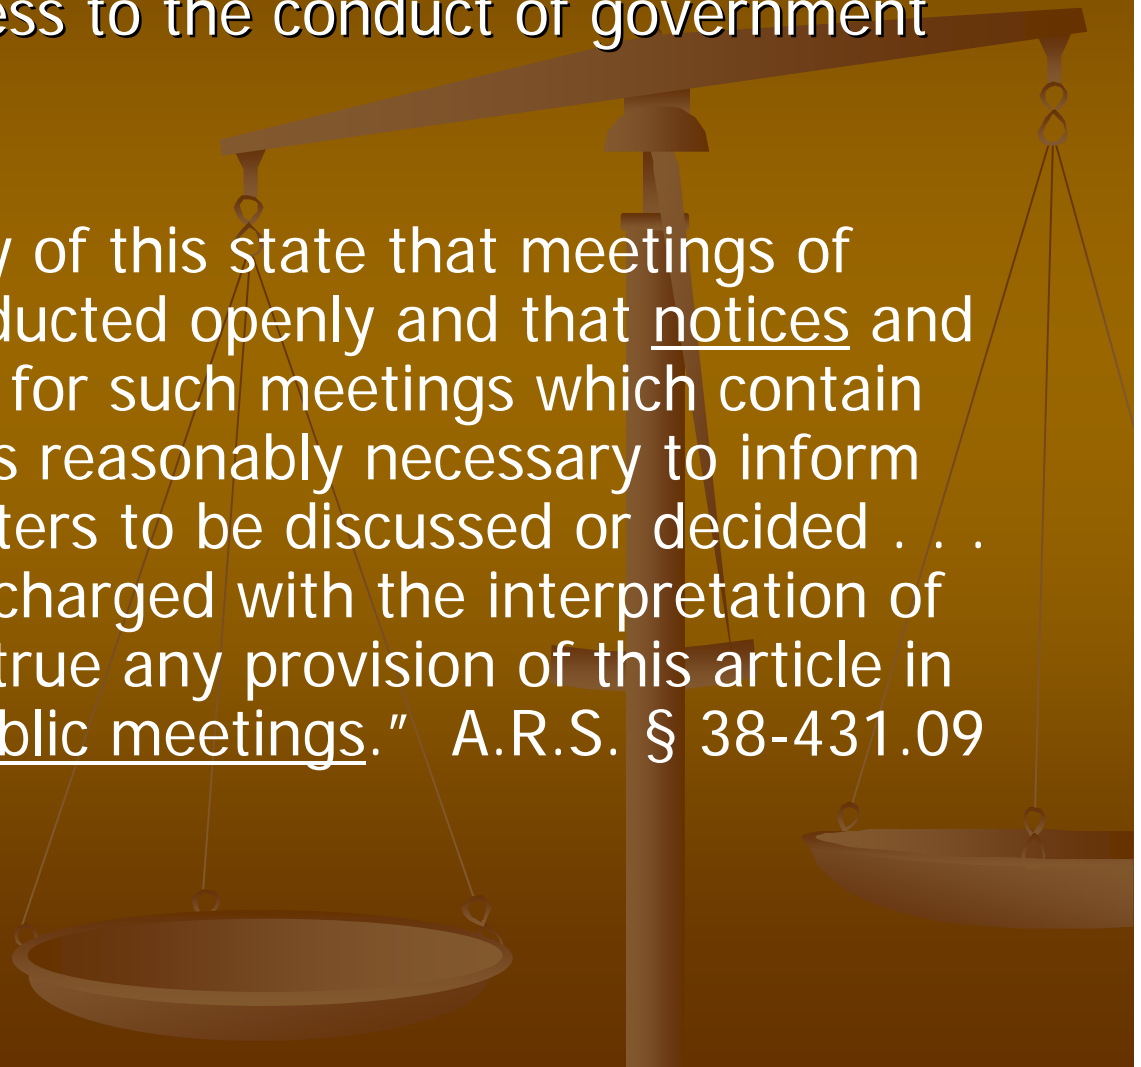 ess to the conduct of government
y of this state that meetings of
ducted openly and that notices and
for such meetings which contain
s reasonably necessary to inform
ters to be discussed or decided . . .
charged with the interpretation of
true any provision of this article in
blic meetings.” A.R.S. § 38-431.09